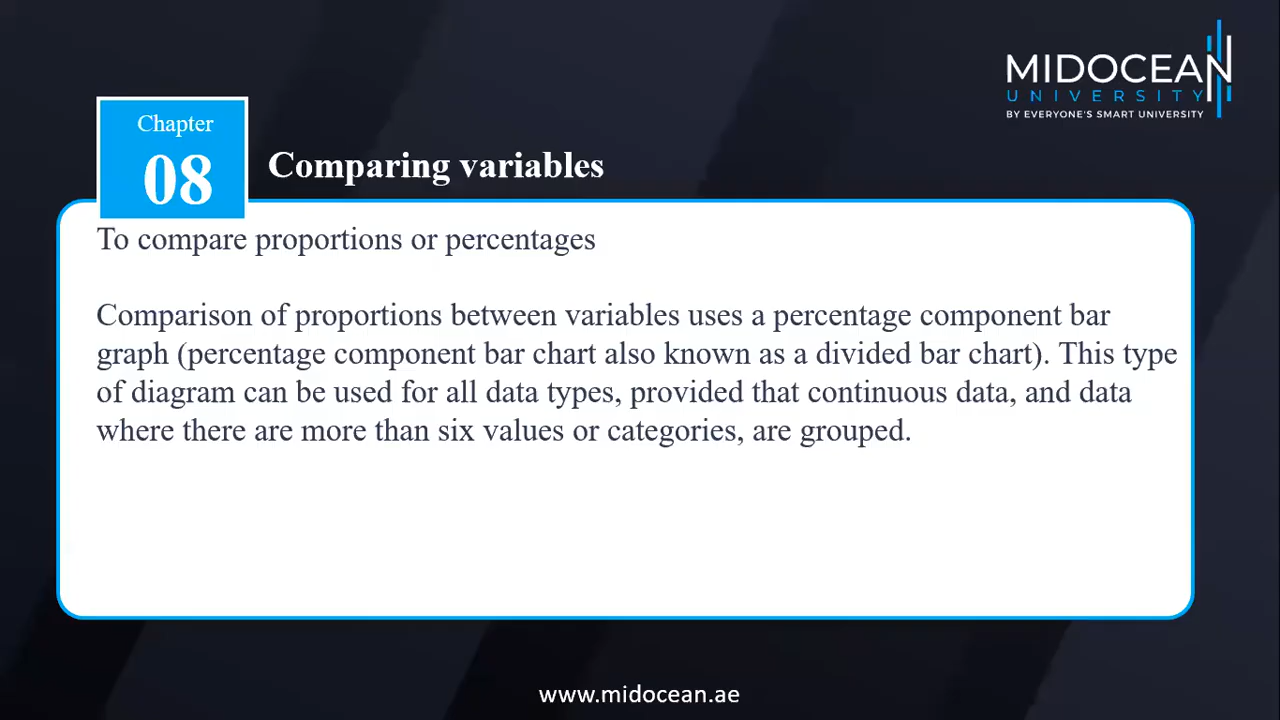 MIDOCEAN
UNIVERSITY
BY EVERYONE'S SMART UNIVERSITY
Chapter
08
Comparing variables
To compare proportions or percentages
Comparison of proportions between variables uses a percentage component bar
graph (percentage component bar chart also known as a divided bar chart). This type
of diagram can be used for all data types, provided that continuous data, and data
where there are more than six values or categories, are grouped.
www.midocean.ae